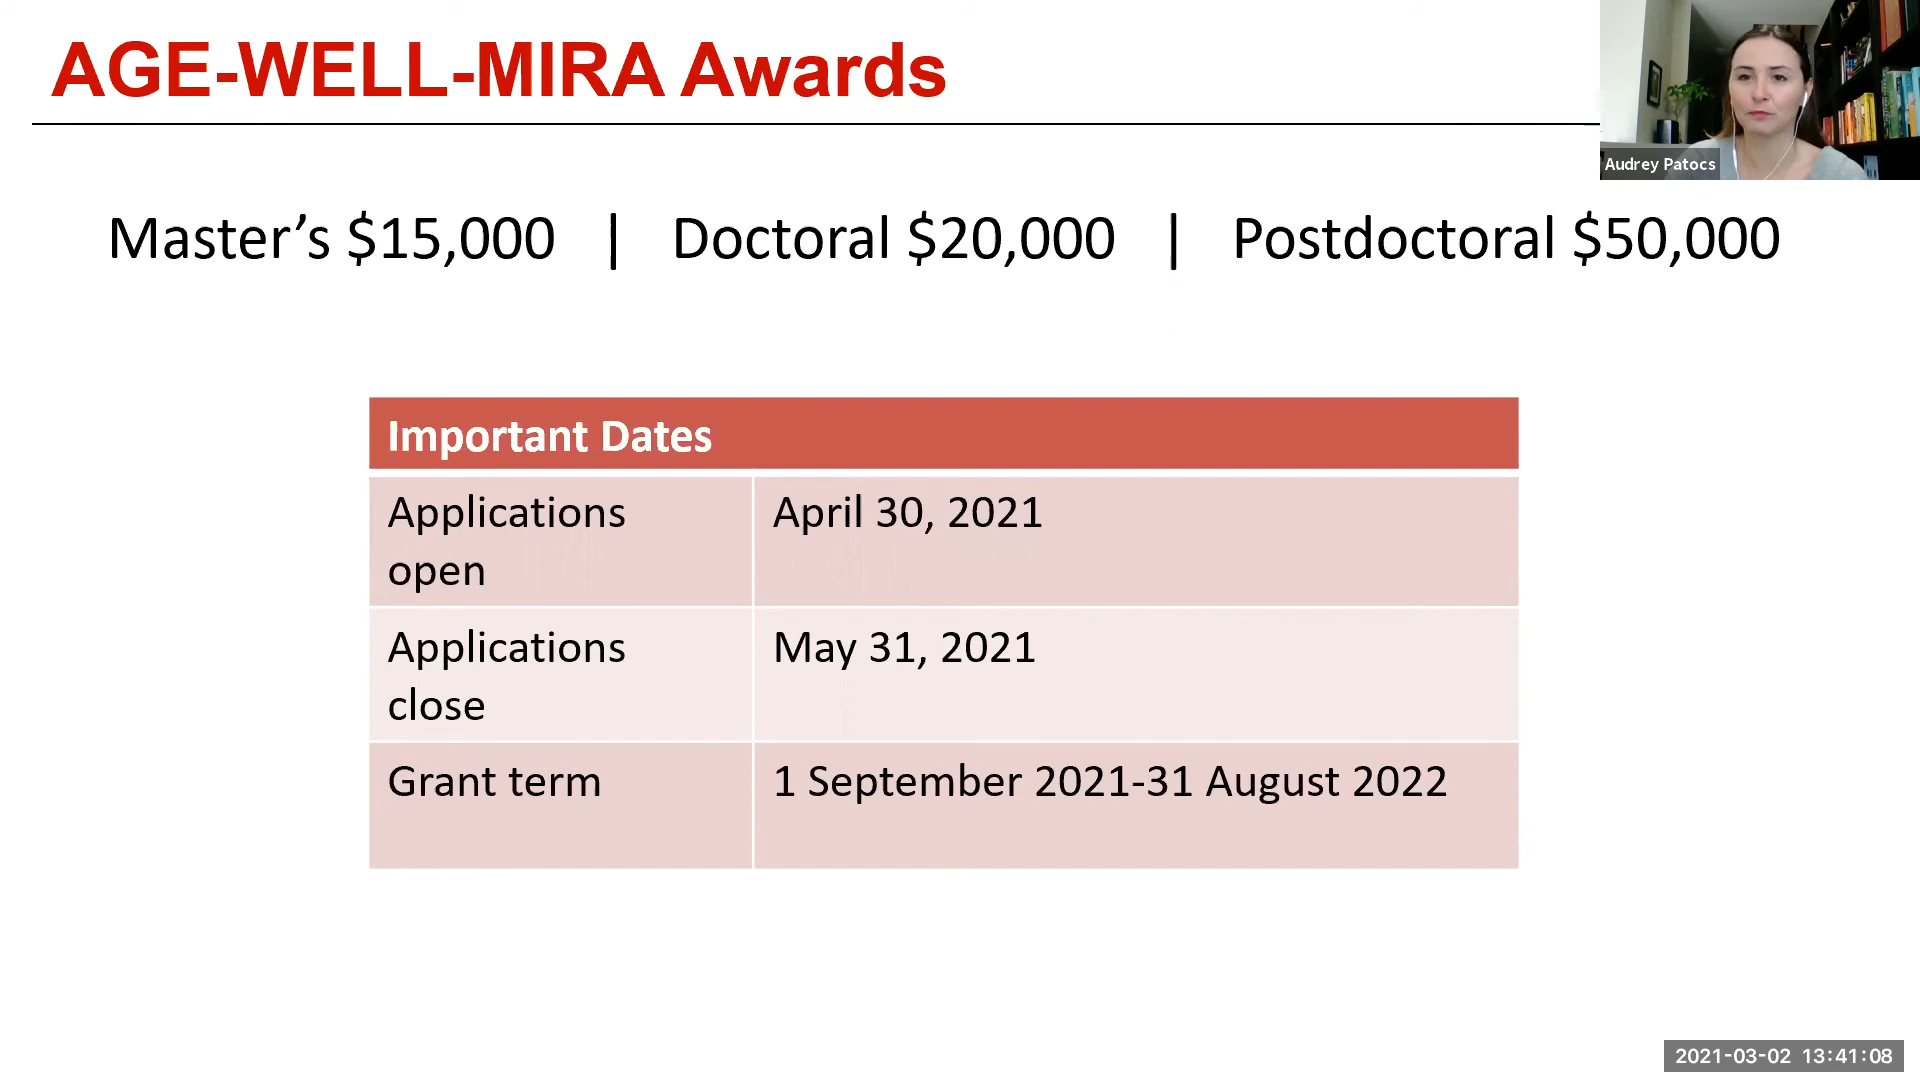 AGE-WELL-MIRA Awards
Audrey Patocs
Master’s $15,000 | Doctoral $20,000 | Postdoctoral $50,000
Important Dates
Applications open
April 30, 2021
Applications close
May 31, 2021
Grant term
1 September 2021-31 August 2022
2021-03-02 13:41:08